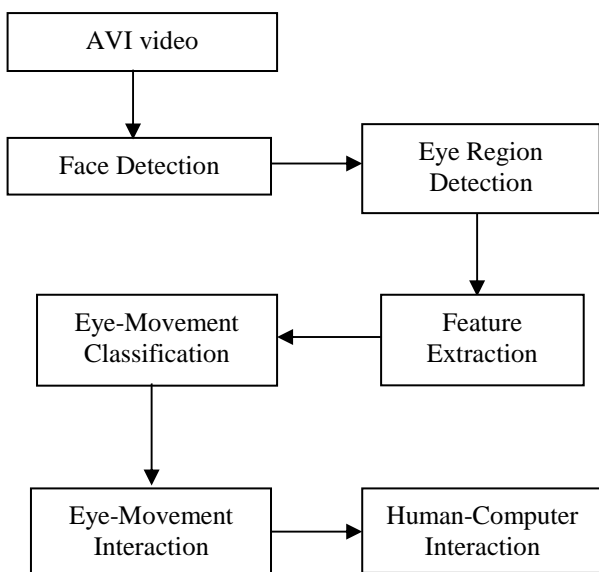 AVI video
Face Detection
Eye Region
Detection
Eye-Movement
Classification
Feature
Extraction
Eye-Movement
Interaction
Human-Computer
Interaction